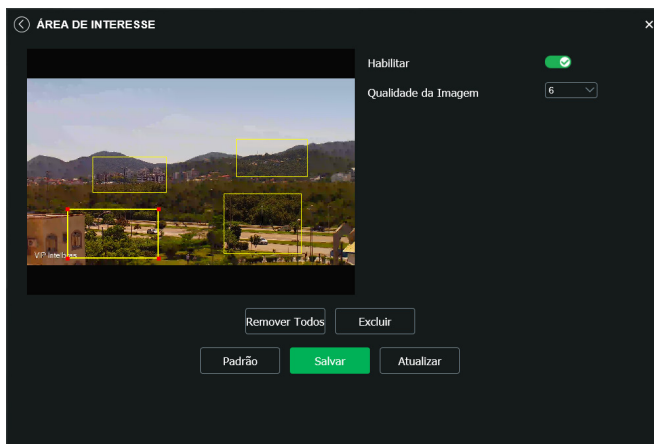 ÁREA DE INTERESSE
×
Habilitar
Qualidade da Imagem
6
VIP Intelbras
Remover Todos
Excluir
Padrão
Salvar
Atualizar